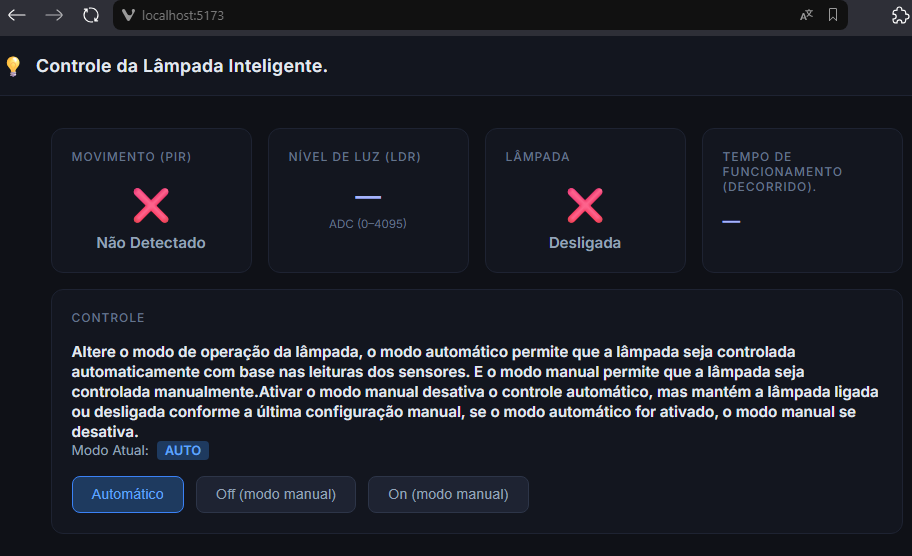 localhost:5173
Controle da Lâmpada Inteligente.
MOVIMENTO (PIR)
Não Detectado
NÍVEL DE LUZ (LDR)
—
ADC (0–4095)
LÂMPADA
Desligada
TEMPO DE
FUNCIONAMENTO
(DECORRIDO).
—
CONTROLE
Altere o modo de operação da lâmpada, o modo automático permite que a lâmpada seja controlada
automaticamente com base nas leituras dos sensores. E o modo manual permite que a lâmpada seja
controlada manualmente.Ativar o modo manual desativa o controle automático, mas mantém a lâmpada ligada
ou desligada conforme a última configuração manual, se o modo automático for ativado, o modo manual se
desativa.
Modo Atual: AUTO
Automático Off (modo manual) On (modo manual)